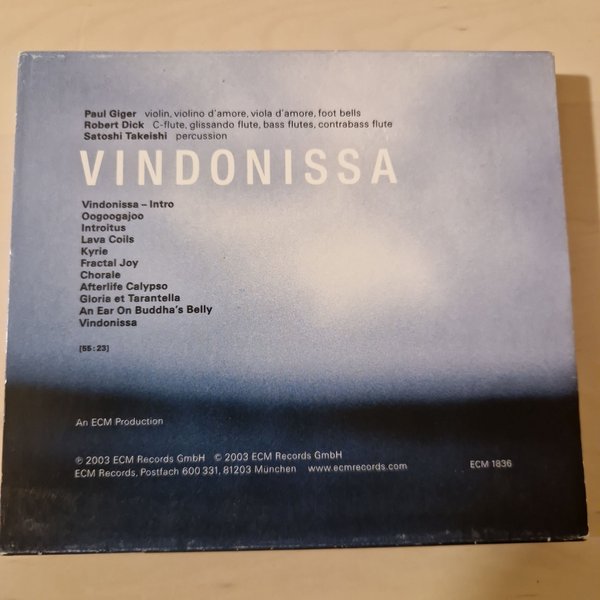 Paul Giger violin, violino d'amore, viola d'amore, foot bells
Robert Dick C-flute, glissando flute, bass flutes, contrabass flute
Satoshi Takeishi percussion
VINDONISSA
Vindonissa – Intro
Oogoogajoo
Introitus
Lava Coils
Kyrie
Fractal Joy
Chorale
Afterlife Calypso
Gloria et Tarantella
An Ear On Buddha's Belly
Vindonissa
[55:23]
An ECM Production
℗ 2003 ECM Records GmbH © 2003 ECM Records GmbH
ECM Records, Postfach 600 331, 81203 München www.ecmrecords.com
ECM 1836